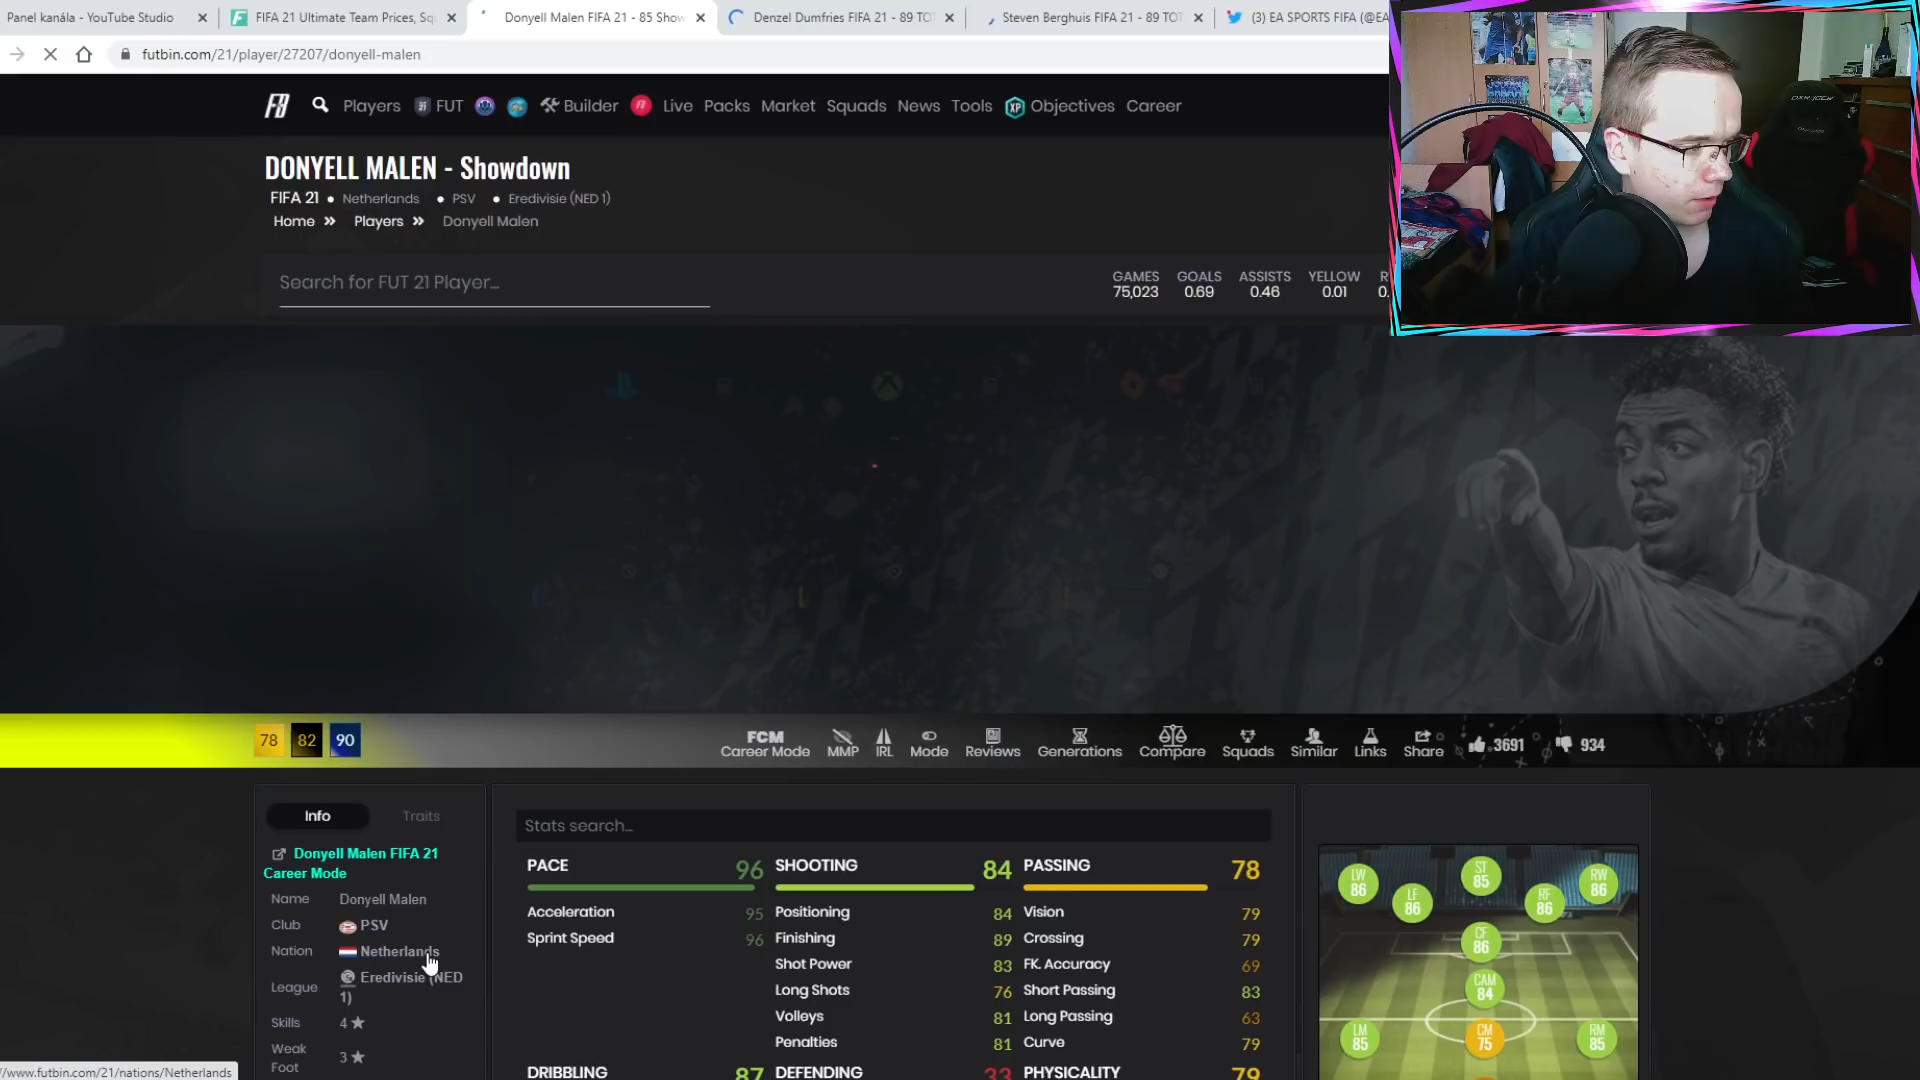 Panel kanála - YouTube Studio
FIFA 21 Ultimate Team Prices, Squ
Donyell Malen FIFA 21 - 85 Show
Denzel Dumfries FIFA 21 - 89 TOT
Steven Berghuis FIFA 21 - 89 TOT
(3) EA SPORTS FIFA (@EA
futbin.com/21/player/27207/donyell-malen
Players FUT Builder Live Packs Market Squads News Tools XP Objectives Career
DONYELL MALEN - Showdown
FIFA 21 • Netherlands • PSV • Eredivisie (NED 1)
Home » Players » Donyell Malen
Search for FUT 21 Player...
GAMES GOALS ASSISTS YELLOW R
75,023 0.69 0.46 0.01 0.
78 82 90
FCM
Career Mode MMP IRL Mode Reviews Generations Compare Squads Similar Links Share 3691 934
Info Traits
Donyell Malen FIFA 21
Career Mode
Name Donyell Malen
Club PSV
Nation Netherlands
League Eredivisie (NED
1)
Skills 4★
Weak
Foot 3★
Stats search...
PACE 96
Acceleration 95
Sprint Speed 96
SHOOTING 84
Positioning 84
Finishing 89
Shot Power 83
Long Shots 76
Volleys 81
Penalties 81
PASSING 78
Vision 79
Crossing 79
FK. Accuracy 69
Short Passing 83
Long Passing 63
Curve 79
DRIBBLING 87 DEFENDING 33 PHYSICALITY 79
LW
86
ST
85
RW
86
LF
86
RF
86
CF
86
CAM
84
LM
85
CM
75
RM
85
//www.futbin.com/21/nations/Netherlands